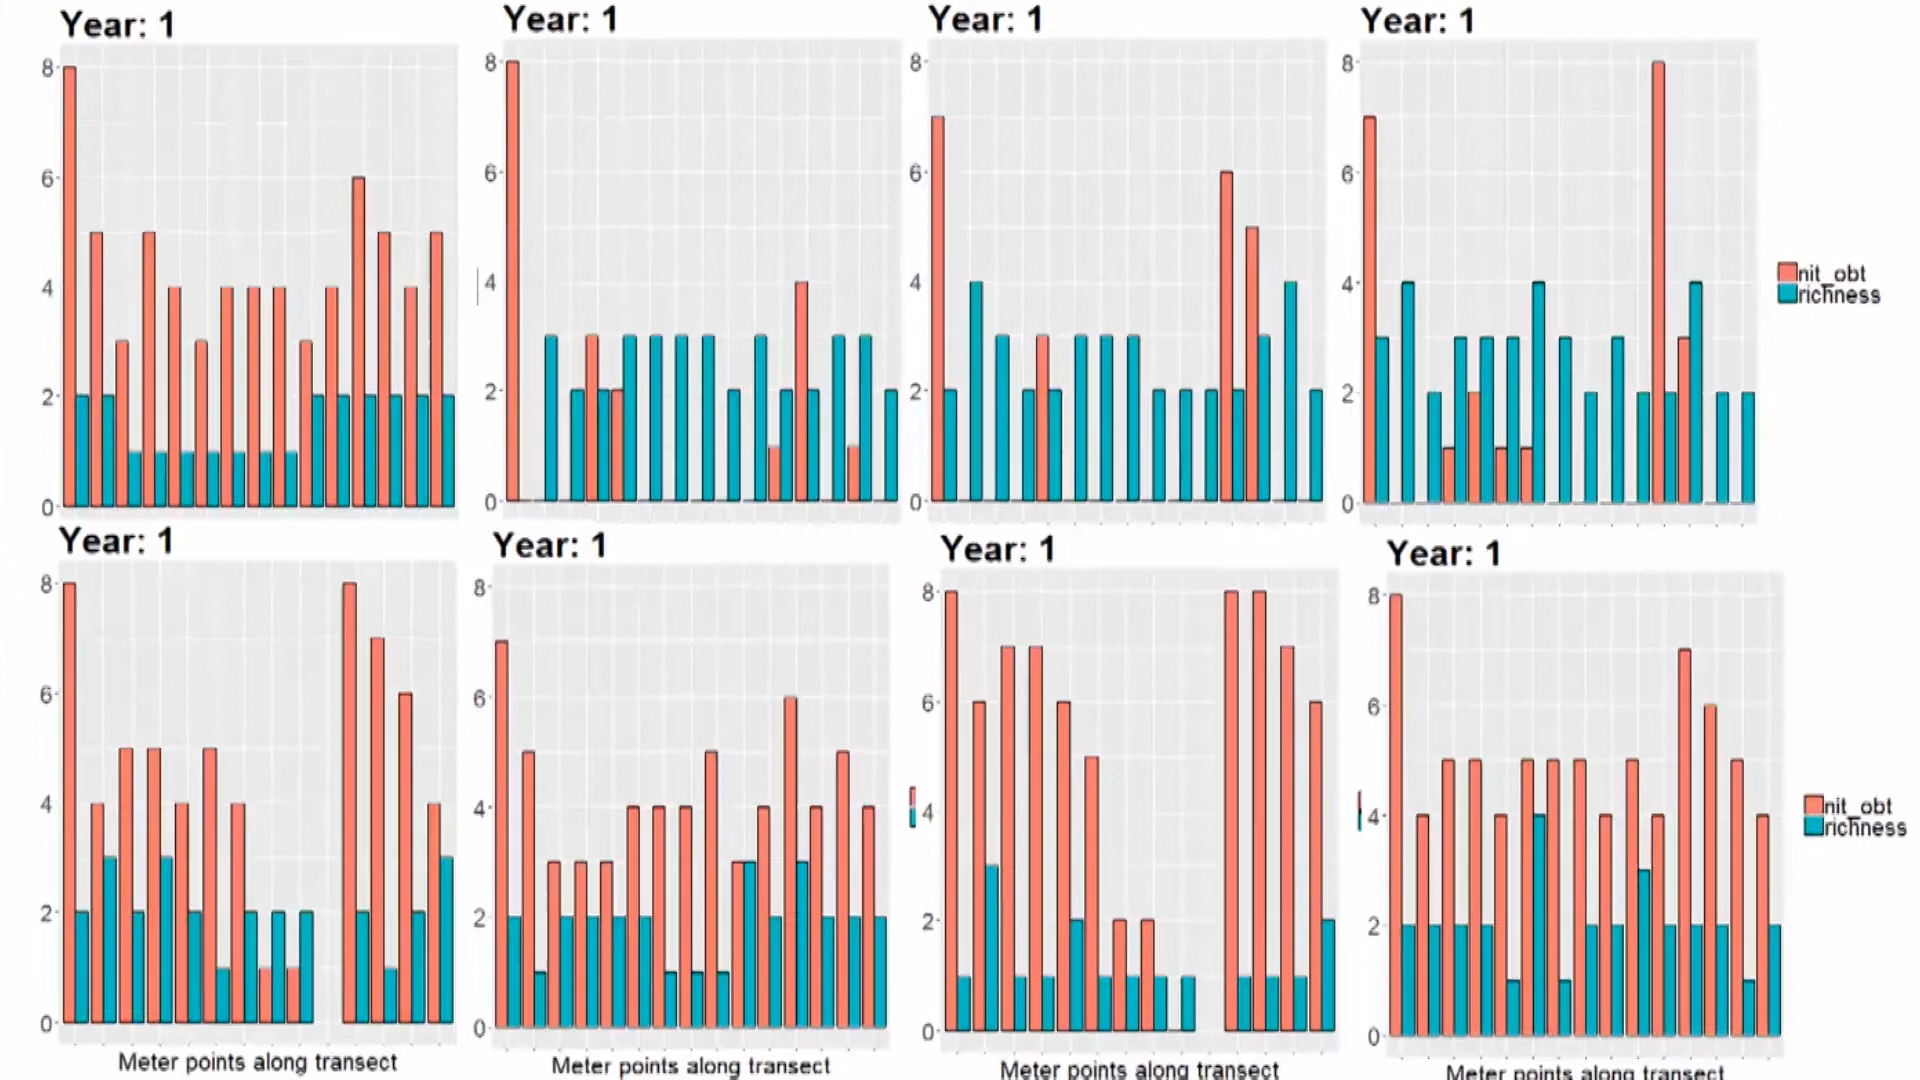 Year: 1
Year: 1
Year: 1
Year: 1
8
6
4
2
0
8
6
4
2
0
8
6
4
2
0
8
6
4
2
0
nit_obt
richness
Year: 1
Year: 1
Year: 1
Year: 1
8
6
4
2
0
8
6
4
2
0
8
6
4
2
0
8
6
4
2
0
nit_obt
richness
Meter points along transect
Meter points along transect
Meter points along transect
Meter points along transect